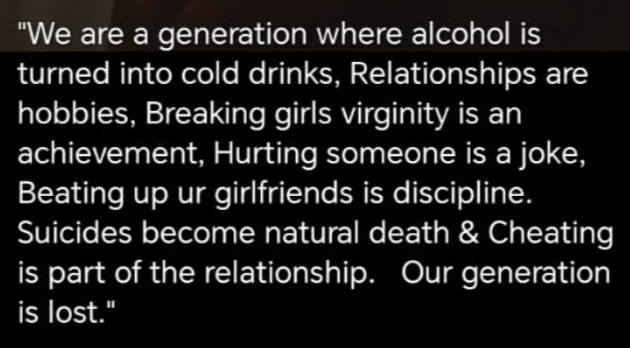 "We are a generation where alcohol is
turned into cold drinks, Relationships are
hobbies, Breaking girls virginity is an
achievement, Hurting someone is a joke,
Beating up ur girlfriends is discipline.
Suicides become natural death & Cheating
is part of the relationship.   Our generation
is lost."